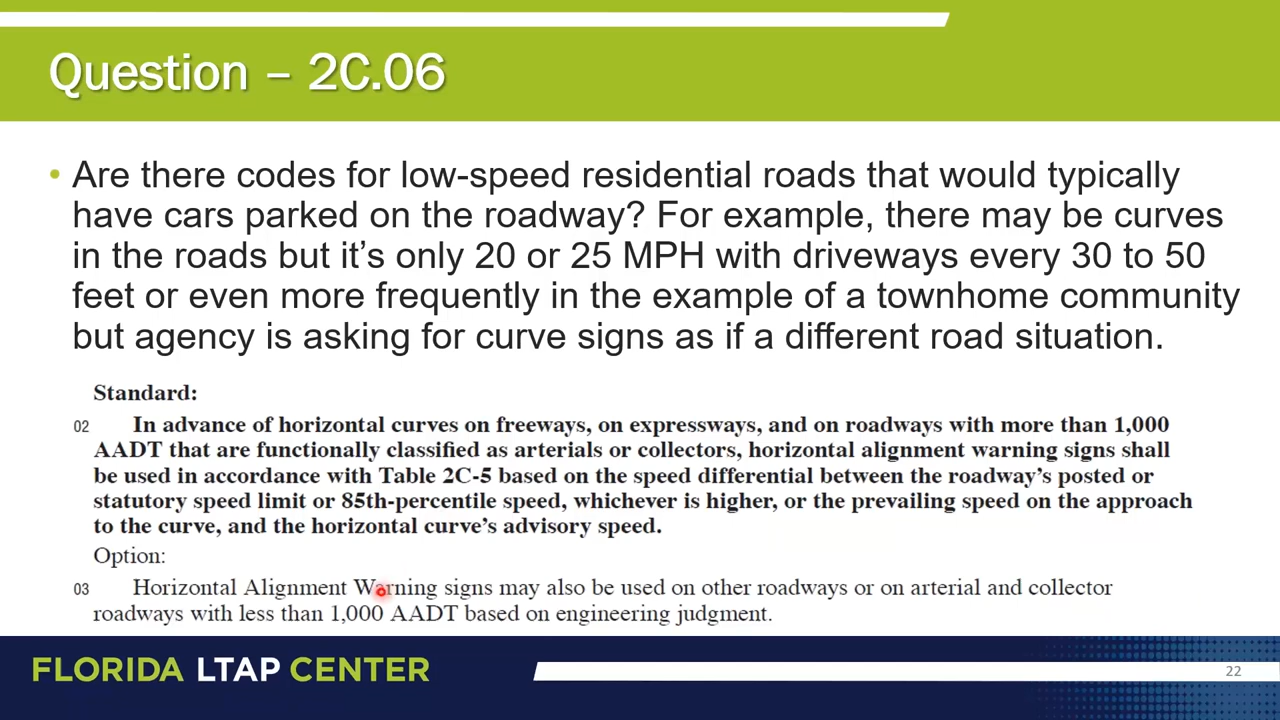 Question – 2C.06
• Are there codes for low-speed residential roads that would typically
have cars parked on the roadway? For example, there may be curves
in the roads but it’s only 20 or 25 MPH with driveways every 30 to 50
feet or even more frequently in the example of a townhome community
but agency is asking for curve signs as if a different road situation.
Standard:
02 In advance of horizontal curves on freeways, on expressways, and on roadways with more than 1,000
AADT that are functionally classified as arterials or collectors, horizontal alignment warning signs shall
be used in accordance with Table 2C-5 based on the speed differential between the roadway’s posted or
statutory speed limit or 85th-percentile speed, whichever is higher, or the prevailing speed on the approach
to the curve, and the horizontal curve’s advisory speed.
Option:
03 Horizontal Alignment Warning signs may also be used on other roadways or on arterial and collector
roadways with less than 1,000 AADT based on engineering judgment.
FLORIDA LTAP CENTER
22